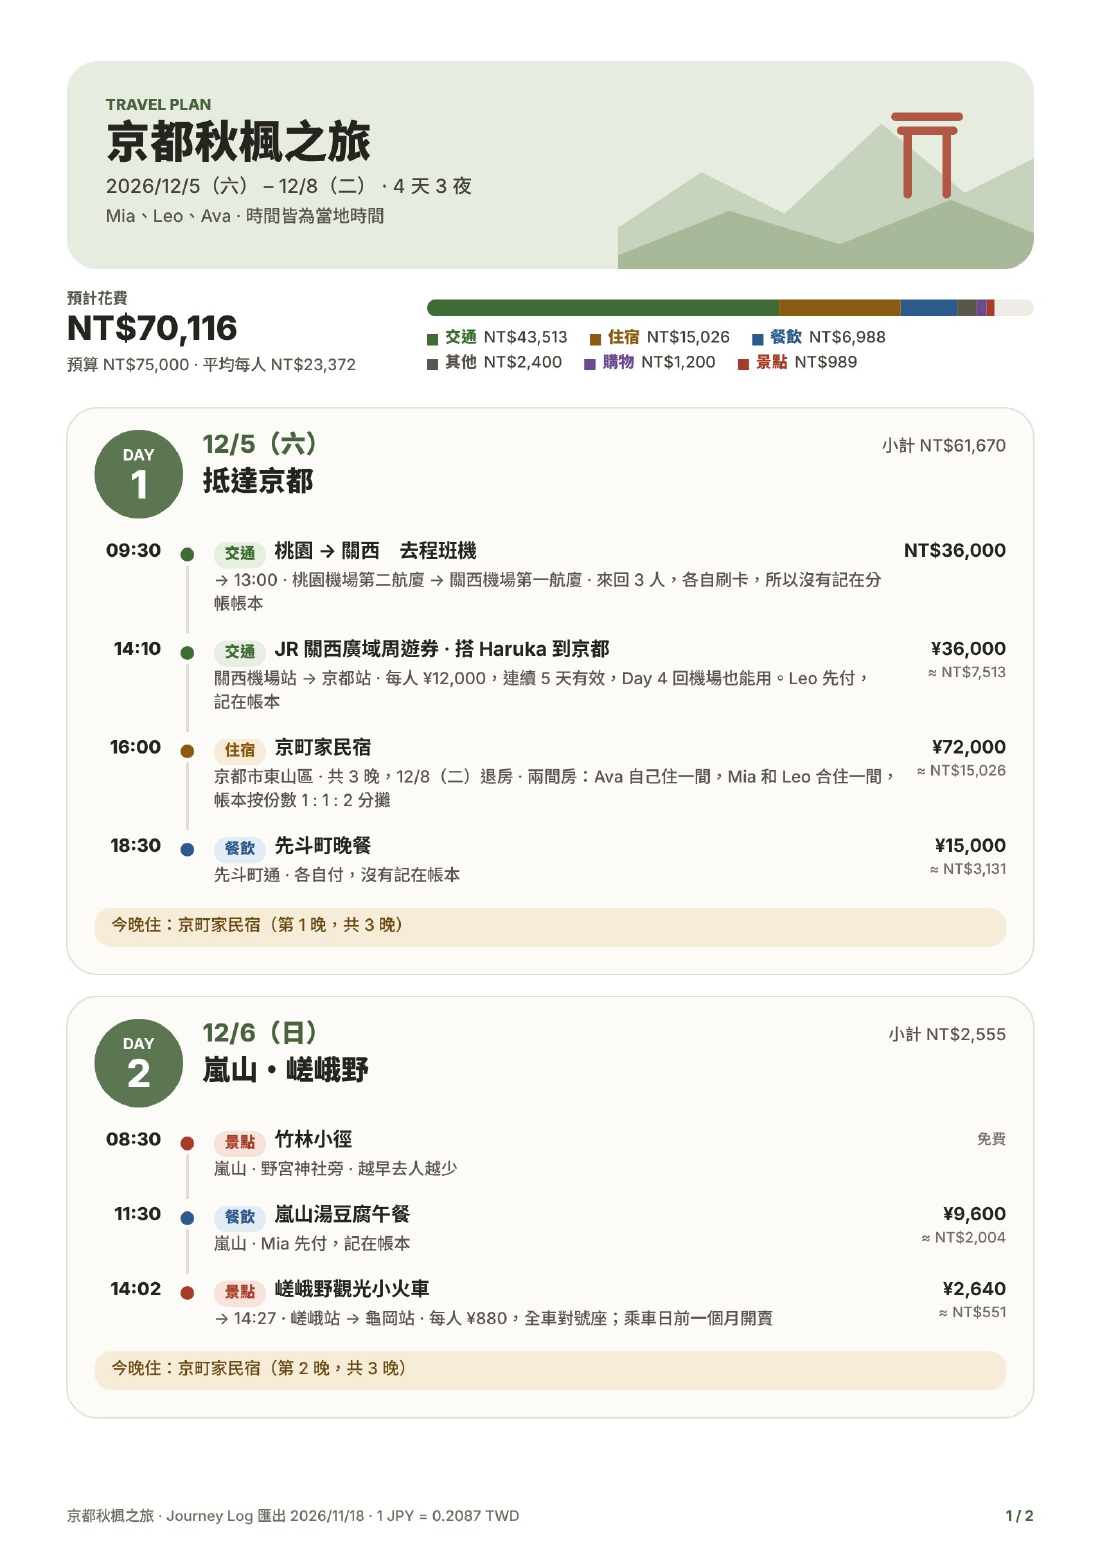 TRAVEL PLAN
京都秋楓之旅
2026/12/5（六） – 12/8（二） · 4 天 3 夜
Mia、Leo、Ava · 時間皆為當地時間
預計花費
NT$70,116
預算 NT$75,000 · 平均每人 NT$23,372
交通 NT$43,513 住宿 NT$15,026 餐飲 NT$6,988
其他 NT$2,400 購物 NT$1,200 景點 NT$989
DAY
1
12/5（六）
抵達京都
小計 NT$61,670
09:30 交通 桃園 → 關西　去程班機 NT$36,000
→ 13:00 · 桃園機場第二航廈 → 關西機場第一航廈 · 來回 3 人，各自刷卡，所以沒有記在分
帳帳本
14:10 交通 JR 關西廣域周遊券 · 搭 Haruka 到京都 ¥36,000
關西機場站 → 京都站 · 每人 ¥12,000，連續 5 天有效，Day 4 回機場也能用。Leo 先付， ≈ NT$7,513
記在帳本
16:00 住宿 京町家民宿 ¥72,000
京都市東山區 · 共 3 晚，12/8（二）退房 · 兩間房：Ava 自己住一間，Mia 和 Leo 合住一間， ≈ NT$15,026
帳本按份數 1 : 1 : 2 分攤
18:30 餐飲 先斗町晚餐 ¥15,000
先斗町通 · 各自付，沒有記在帳本 ≈ NT$3,131
今晚住：京町家民宿（第 1 晚，共 3 晚）
DAY
2
12/6（日）
嵐山・嵯峨野
小計 NT$2,555
08:30 景點 竹林小徑 免費
嵐山 · 野宮神社旁 · 越早去人越少
11:30 餐飲 嵐山湯豆腐午餐 ¥9,600
嵐山 · Mia 先付，記在帳本 ≈ NT$2,004
14:02 景點 嵯峨野觀光小火車 ¥2,640
→ 14:27 · 嵯峨站 → 龜岡站 · 每人 ¥880，全車對號座；乘車日前一個月開賣 ≈ NT$551
今晚住：京町家民宿（第 2 晚，共 3 晚）
京都秋楓之旅 · Journey Log 匯出 2026/11/18 · 1 JPY = 0.2087 TWD 1 / 2